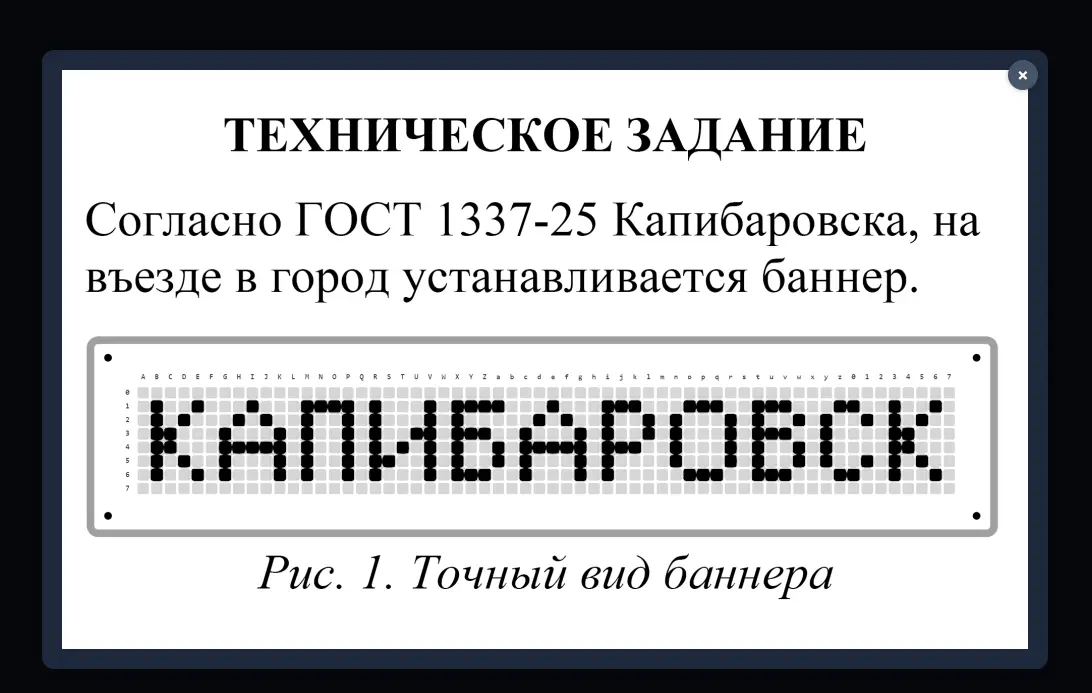 ×
ТЕХНИЧЕСКОЕ ЗАДАНИЕ
Согласно ГОСТ 1337-25 Капибаровска, на
въезде в город устанавливается баннер.
A B C D E F G H I J K L M N O P Q R S T U V W X Y Z a b c d e f g h i j k l m n o p q r s t u v w x y z 0 1 2 3 4 5 6 7
0
1
2
3
4
5
6
7
КАПИБАРОВСК
Рис. 1. Точный вид баннера